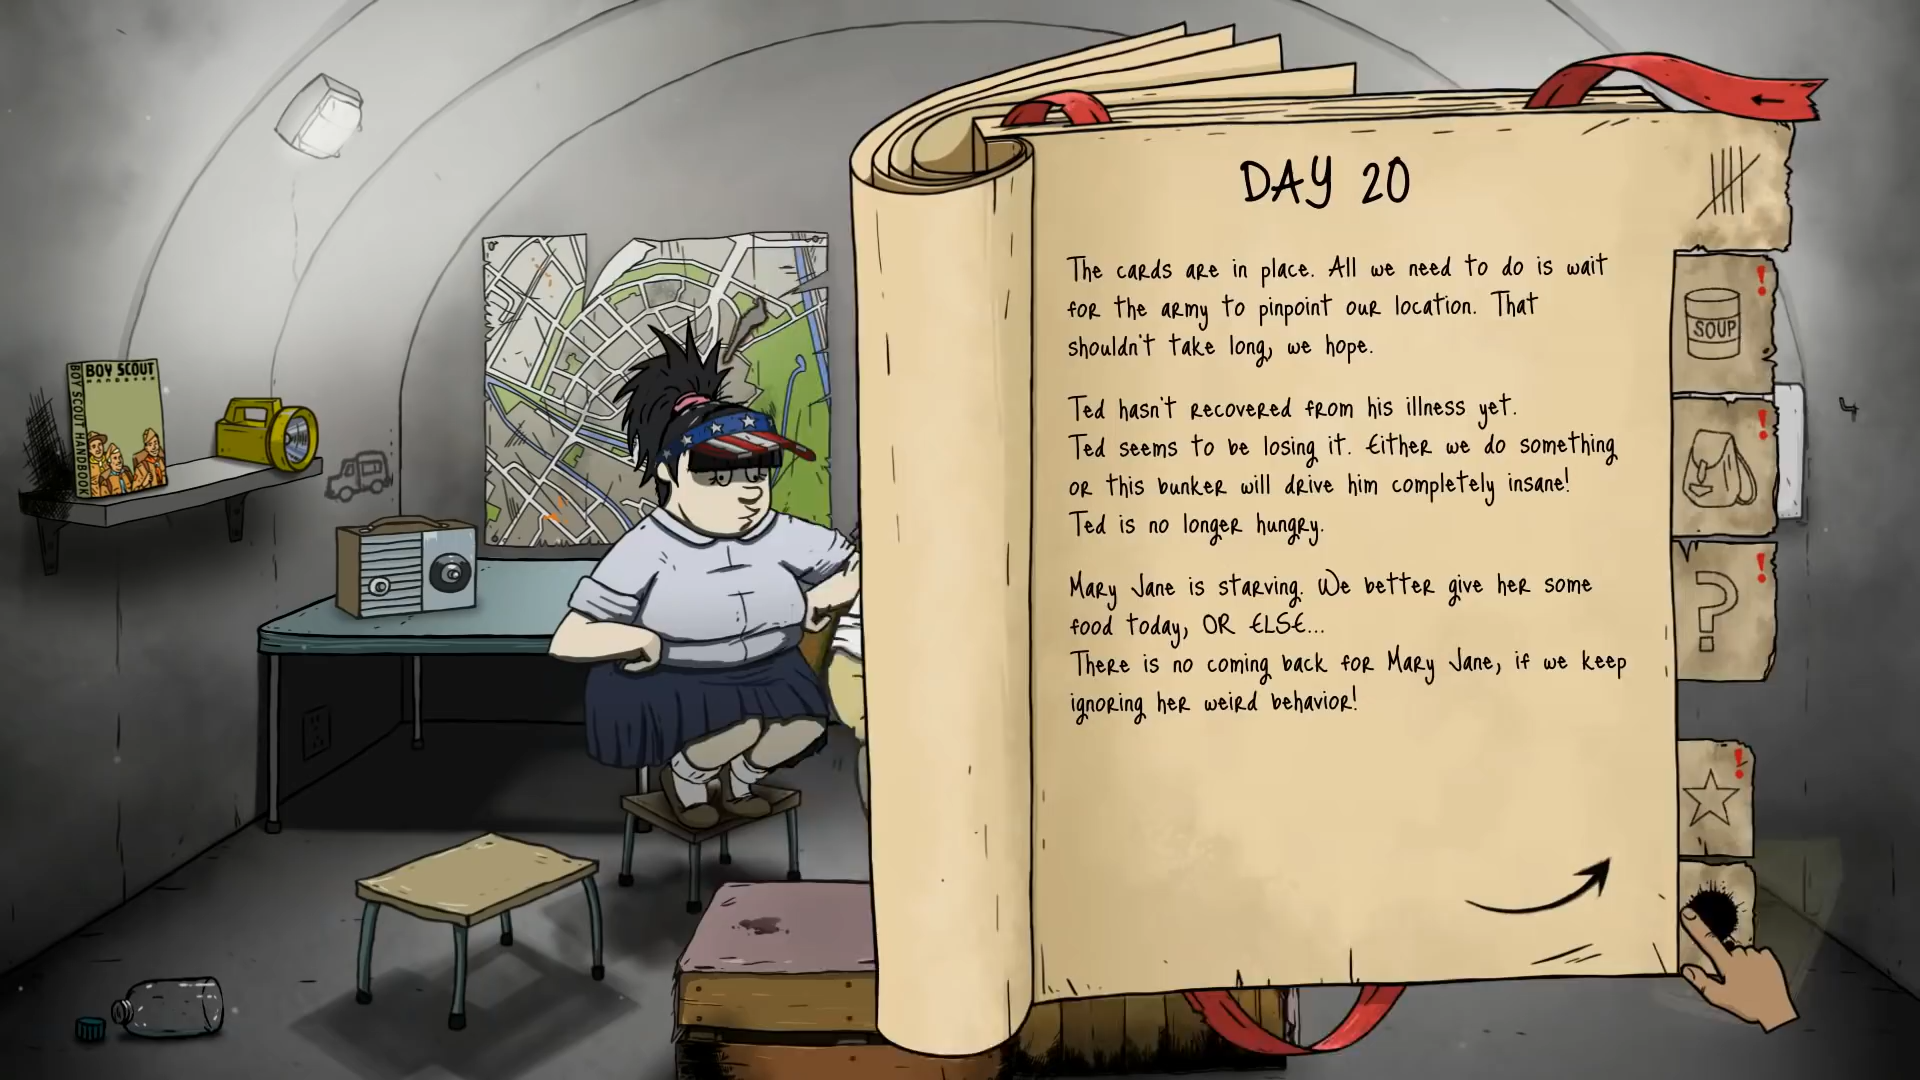 BOY SCOUT
HANDBOOK
BOY SCOUT HANDBOOK
DAY 20
The cards are in place. All we need to do is wait
for the army to pinpoint our location. That
shouldn't take long, we hope.
Ted hasn't recovered from his illness yet.
Ted seems to be losing it. Either we do something
or this bunker will drive him completely insane!
Ted is no longer hungry.
Mary Jane is starving. We better give her some
food today, OR ELSE...
There is no coming back for Mary Jane, if we keep
ignoring her weird behavior!
!
SOUP
!
!
?
!